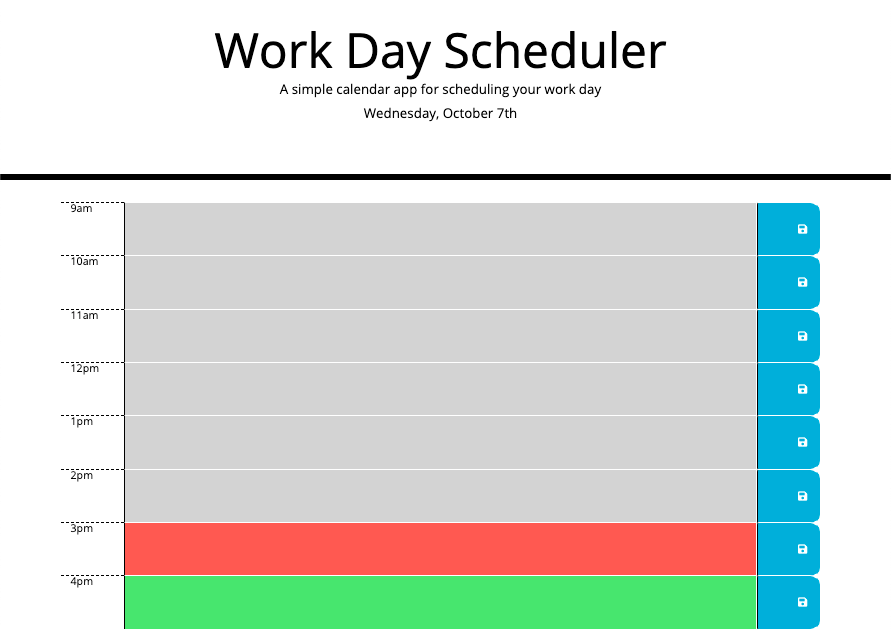 Work Day Scheduler
A simple calendar app for scheduling your work day
Wednesday, October 7th
9am
10am
11am
12pm
1pm
2pm
3pm
4pm